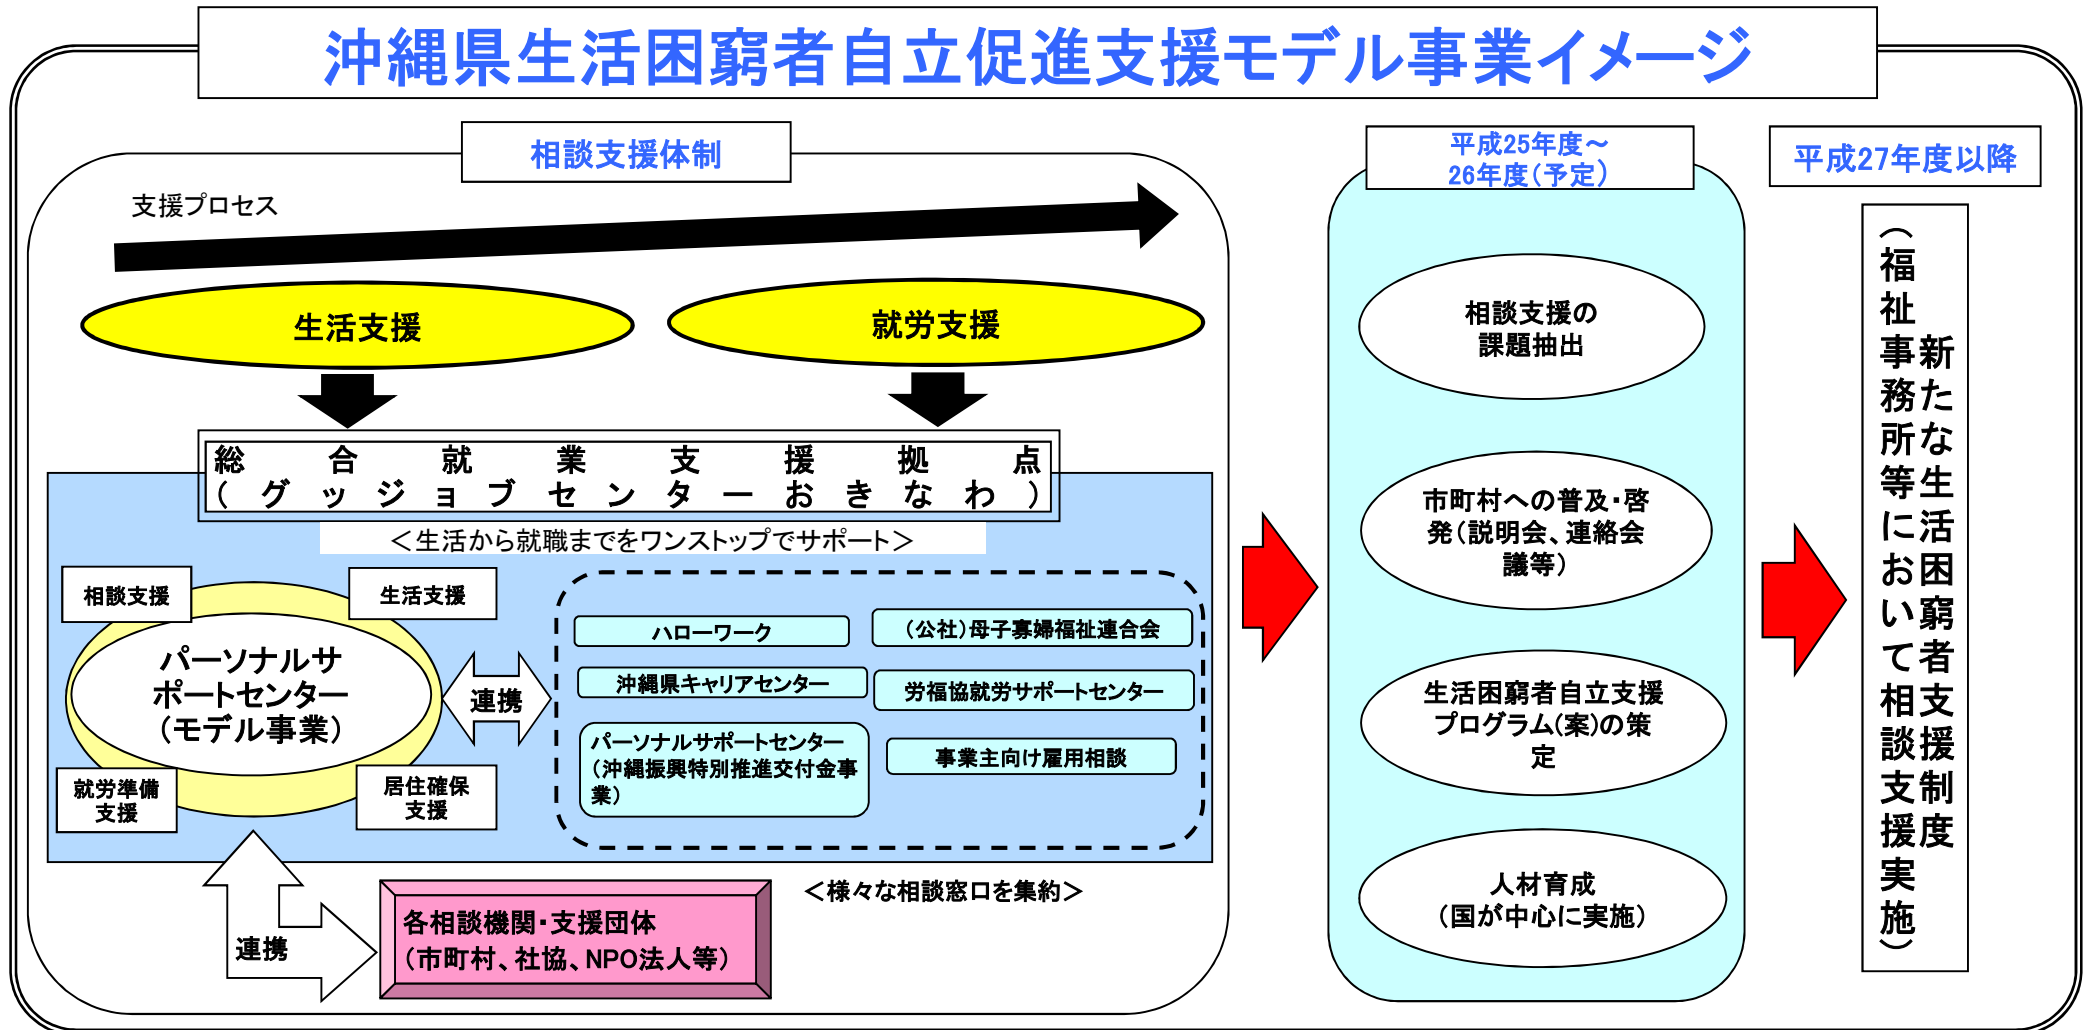 沖縄県生活困窮者自立促進支援モデル事業イメージ
相談支援体制
支援プロセス
生活支援
就労支援
総合就業支援拠点
(グッジョブセンターおきなわ)
＜生活から就職までをワンストップでサポート＞
相談支援
生活支援
パーソナルサ
ポートセンター
(モデル事業)
就労準備
支援
居住確保
支援
連携
ハローワーク
(公社)母子寡婦福祉連合会
沖縄県キャリアセンター
労福協就労サポートセンター
パーソナルサポートセンター
(沖縄振興特別推進交付金事
業)
事業主向け雇用相談
＜様々な相談窓口を集約＞
連携
各相談機関・支援団体
(市町村、社協、NPO法人等)
平成25年度～
26年度(予定)
相談支援の
課題抽出
市町村への普及・啓
発(説明会、連絡会
議等)
生活困窮者自立支援
プログラム(案)の策
定
人材育成
(国が中心に実施)
平成27年度以降
新たな生活困窮者支援制度
(福祉事務所等において相談支援実施)